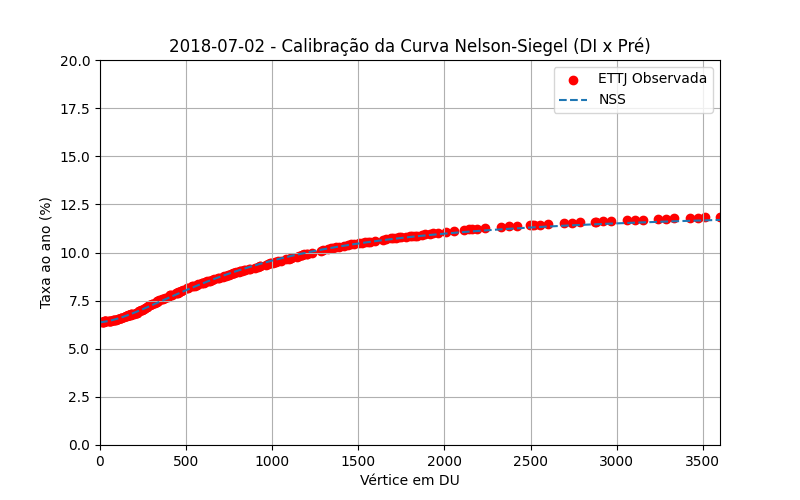 2018-07-02 - Calibração da Curva Nelson-Siegel (DI x Pré)
20.0
17.5
15.0
12.5
10.0
7.5
5.0
2.5
0.0
Taxa ao ano (%)
ETTJ Observada
NSS
0 500 1000 1500 2000 2500 3000 3500
Vértice em DU